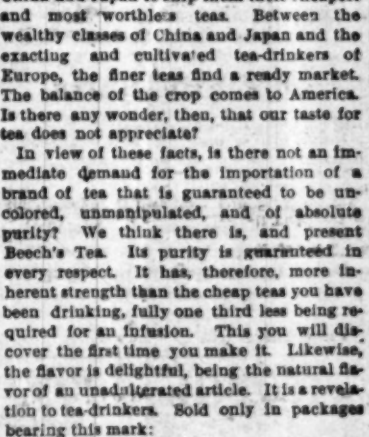 and most worthless teas. Between the
wealthy classes of China and Japan and the
exacting and cultivated tea-drinkers of
Europe, the finer teas find a ready market.
The balance of the crop comes to America.
Is there any wonder, then, that our taste for
tea does not appreciate?
In view of these facts, is there not an im-
mediate demand for the importation of a
brand of tea that is guaranteed to be un-
colored, unmanipulated, and of absolute
purity? We think there is, and present
Beech's Tea. Its purity is guaranteed in
every respect. It has, therefore, more in-
herent strength than the cheap teas you have
been drinking, fully one third less being re-
quired for an infusion. This you will dis-
cover the first time you make it. Likewise,
the flavor is delightful, being the natural fla-
vor of an unadulterated article. It is a revela-
tion to tea-drinkers. Sold only in packages
bearing this mark: